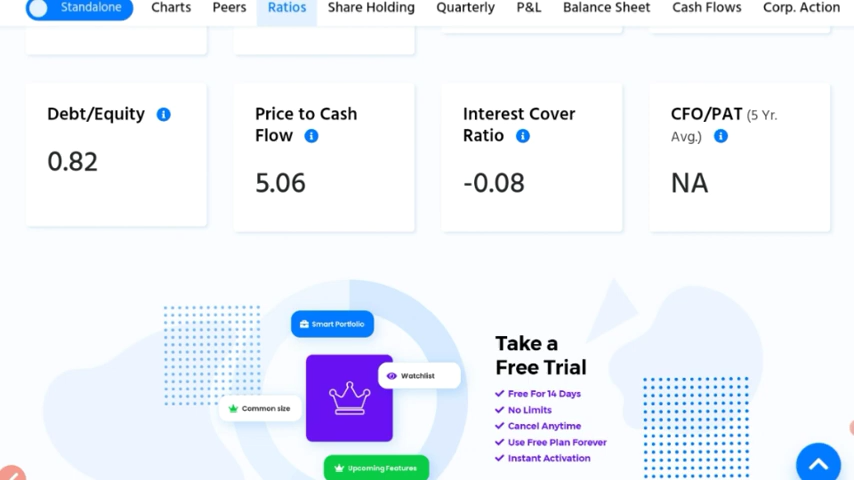 Standalone Charts Peers Ratios Share Holding Quarterly P&L Balance Sheet Cash Flows Corp. Action
Debt/Equity
0.82
Price to Cash
Flow
5.06
Interest Cover
Ratio
-0.08
CFO/PAT (5 Yr.
Avg.)
NA
Smart Portfolio
Watchlist
Common size
Upcoming Features
Take a
Free Trial
Free For 14 Days
No Limits
Cancel Anytime
Use Free Plan Forever
Instant Activation